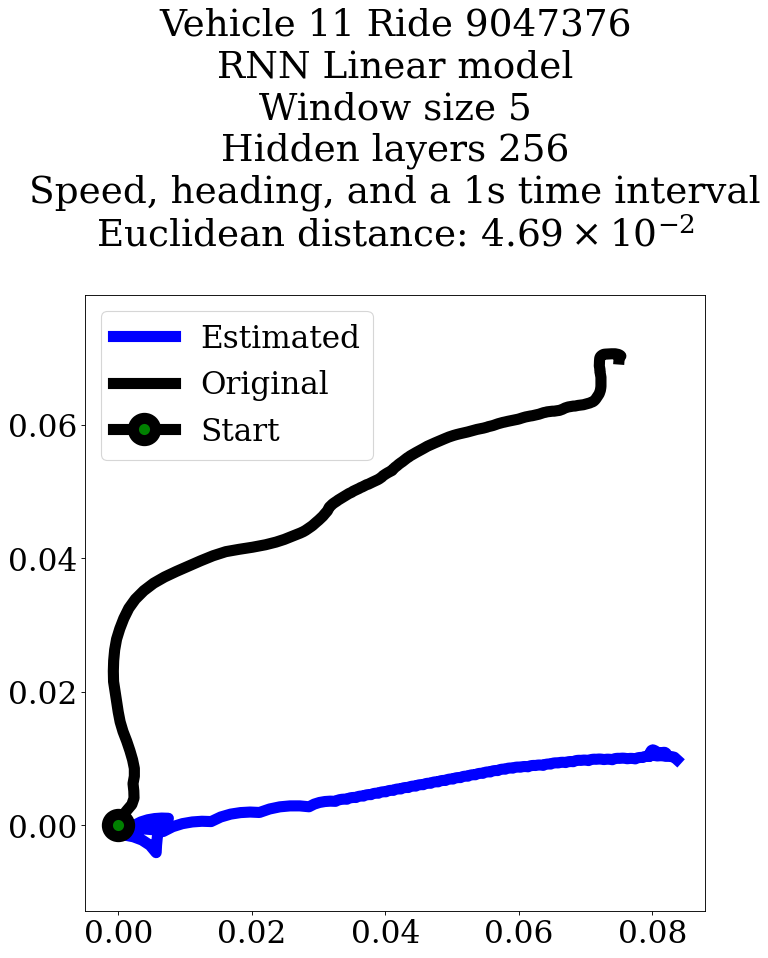 Vehicle 11 Ride 9047376
RNN Linear model
Window size 5
Hidden layers 256
Speed, heading, and a 1s time interval
Euclidean distance: 4.69 × 10⁻²
Estimated
Original
Start
0.06
0.04
0.02
0.00
0.00 0.02 0.04 0.06 0.08